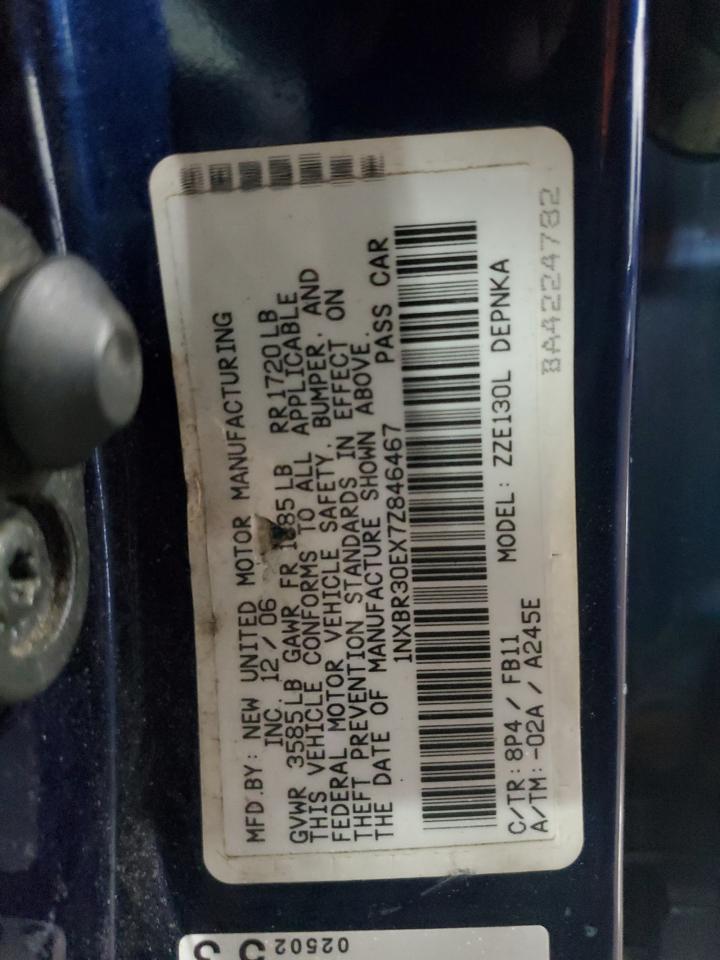 MFD.BY: NEW UNITED MOTOR MANUFACTURING
INC. 12/06
GVWR 3585LB GAWR FR 1885LB RR1720LB
THIS VEHICLE CONFORMS TO ALL APPLICABLE
FEDERAL MOTOR VEHICLE SAFETY, BUMPER, AND
THEFT PREVENTION STANDARDS IN EFFECT ON
THE DATE OF MANUFACTURE SHOWN ABOVE.
1NXBR30EX7Z846467 PASS CAR
C/TR: 8P4 / FB11 MODEL: ZZE130L DEPNKA
A/TM: -02A / A245E
BA4224782
02502